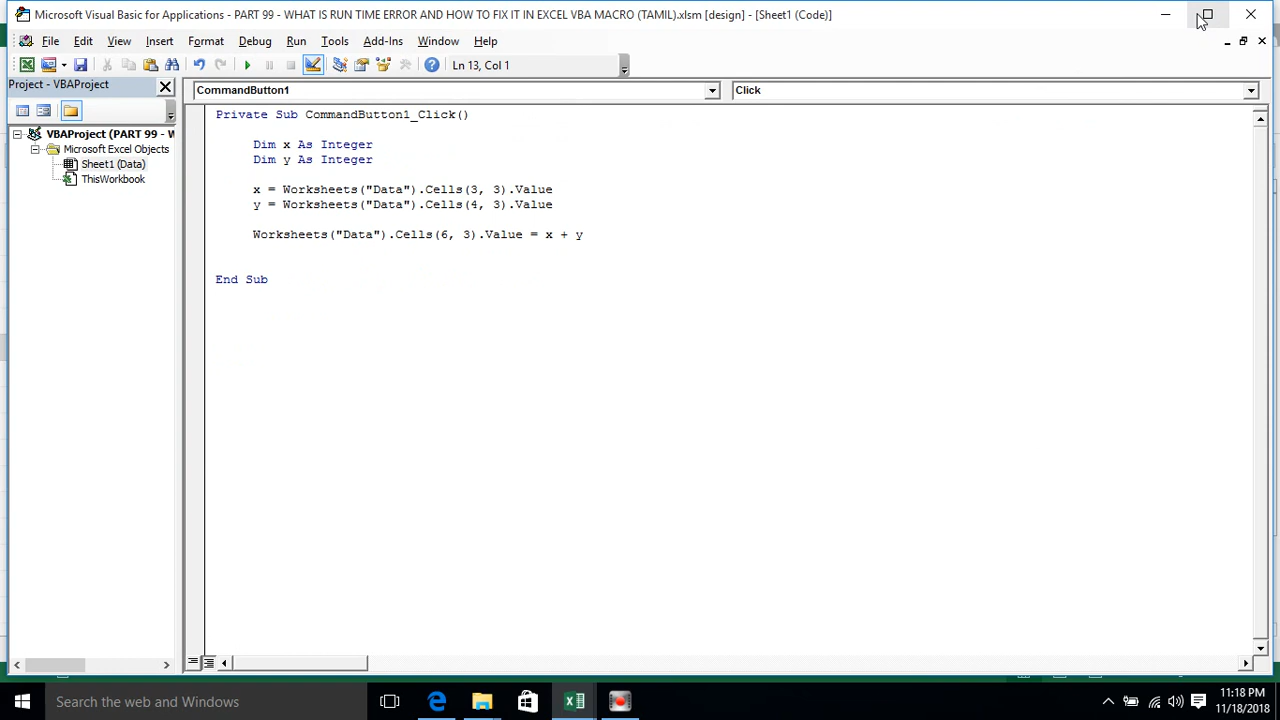 Microsoft Visual Basic for Applications - PART 99 - WHAT IS RUN TIME ERROR AND HOW TO FIX IT IN EXCEL VBA MACRO (TAMIL).xlsm [design] - [Sheet1 (Code)]
File Edit View Insert Format Debug Run Tools Add-Ins Window Help
Ln 13, Col 1
Project - VBAProject
CommandButton1
Click
VBAProject (PART 99 - W
Microsoft Excel Objects
Sheet1 (Data)
ThisWorkbook
Private Sub CommandButton1_Click()
Dim x As Integer
Dim y As Integer
x = Worksheets("Data").Cells(3, 3).Value
y = Worksheets("Data").Cells(4, 3).Value
Worksheets("Data").Cells(6, 3).Value = x + y
End Sub
Search the web and Windows
11:18 PM
11/18/2018